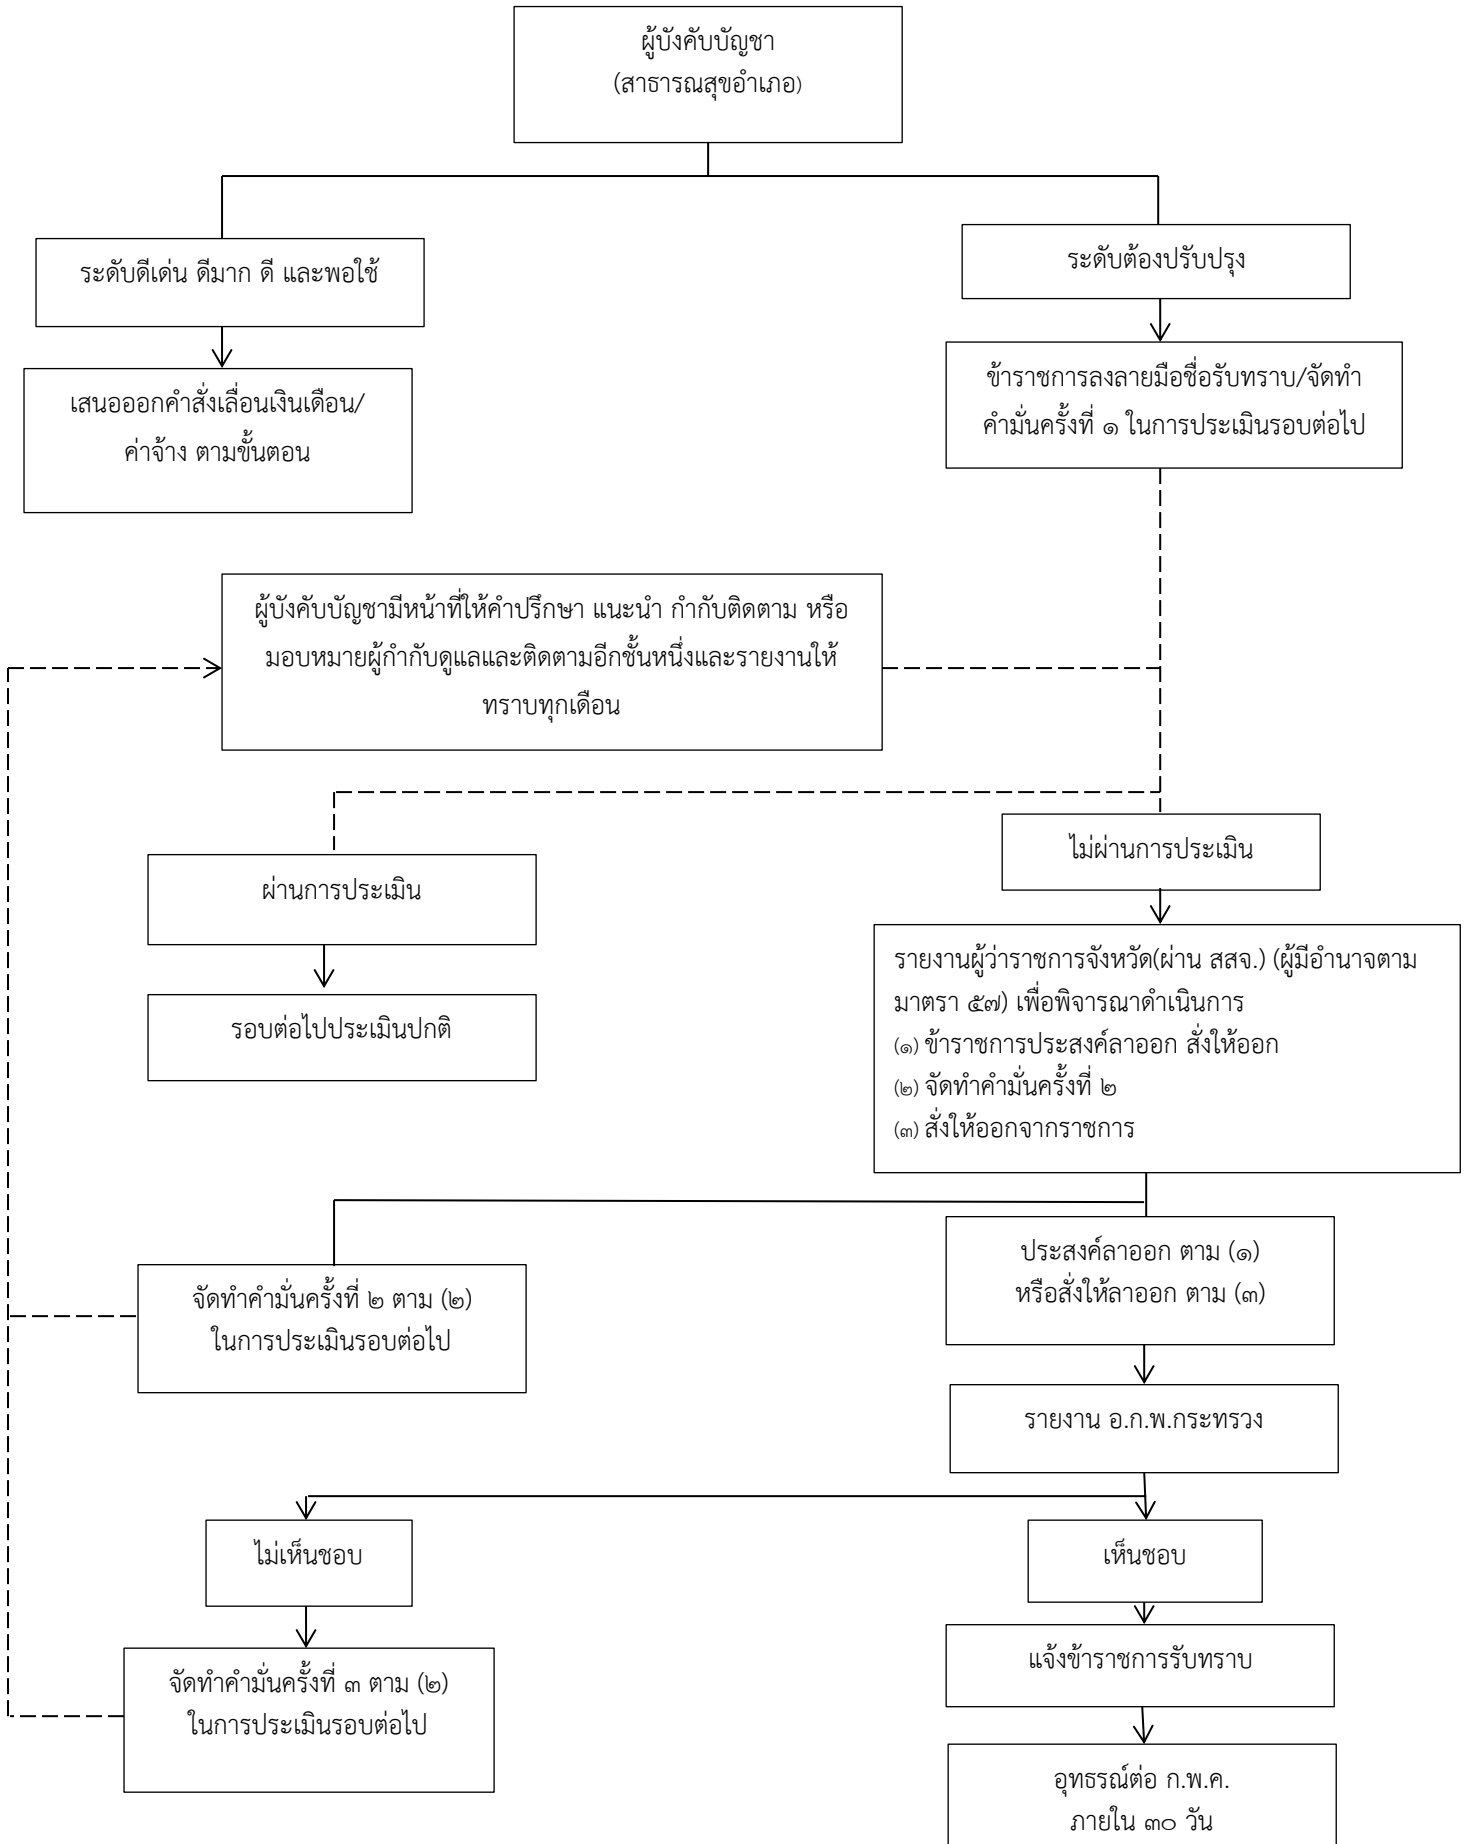 ผู้บังคับบัญชา
(สาธารณสุขอำเภอ)
ระดับดีเด่น ดีมาก ดี และพอใช้
ระดับต้องปรับปรุง
เสนอออกคำสั่งเลื่อนเงินเดือน/
ค่าจ้าง ตามขั้นตอน
ข้าราชการลงลายมือชื่อรับทราบ/จัดทำ
คำมั่นครั้งที่ ๑ ในการประเมินรอบต่อไป
ผู้บังคับบัญชามีหน้าที่ให้คำปรึกษา แนะนำ กำกับติดตาม หรือ
มอบหมายผู้กำกับดูแลและติดตามอีกชั้นหนึ่งและรายงานให้
ทราบทุกเดือน
ไม่ผ่านการประเมิน
ผ่านการประเมิน
รอบต่อไปประเมินปกติ
รายงานผู้ว่าราชการจังหวัด(ผ่าน สสจ.) (ผู้มีอำนาจตาม
มาตรา ๕๗) เพื่อพิจารณาดำเนินการ
(๑) ข้าราชการประสงค์ลาออก สั่งให้ออก
(๒) จัดทำคำมั่นครั้งที่ ๒
(๓) สั่งให้ออกจากราชการ
ประสงค์ลาออก ตาม (๑)
หรือสั่งให้ลาออก ตาม (๓)
จัดทำคำมั่นครั้งที่ ๒ ตาม (๒)
ในการประเมินรอบต่อไป
รายงาน อ.ก.พ.กระทรวง
ไม่เห็นชอบ
เห็นชอบ
จัดทำคำมั่นครั้งที่ ๓ ตาม (๒)
ในการประเมินรอบต่อไป
แจ้งข้าราชการรับทราบ
อุทธรณ์ต่อ ก.พ.ค.
ภายใน ๓๐ วัน